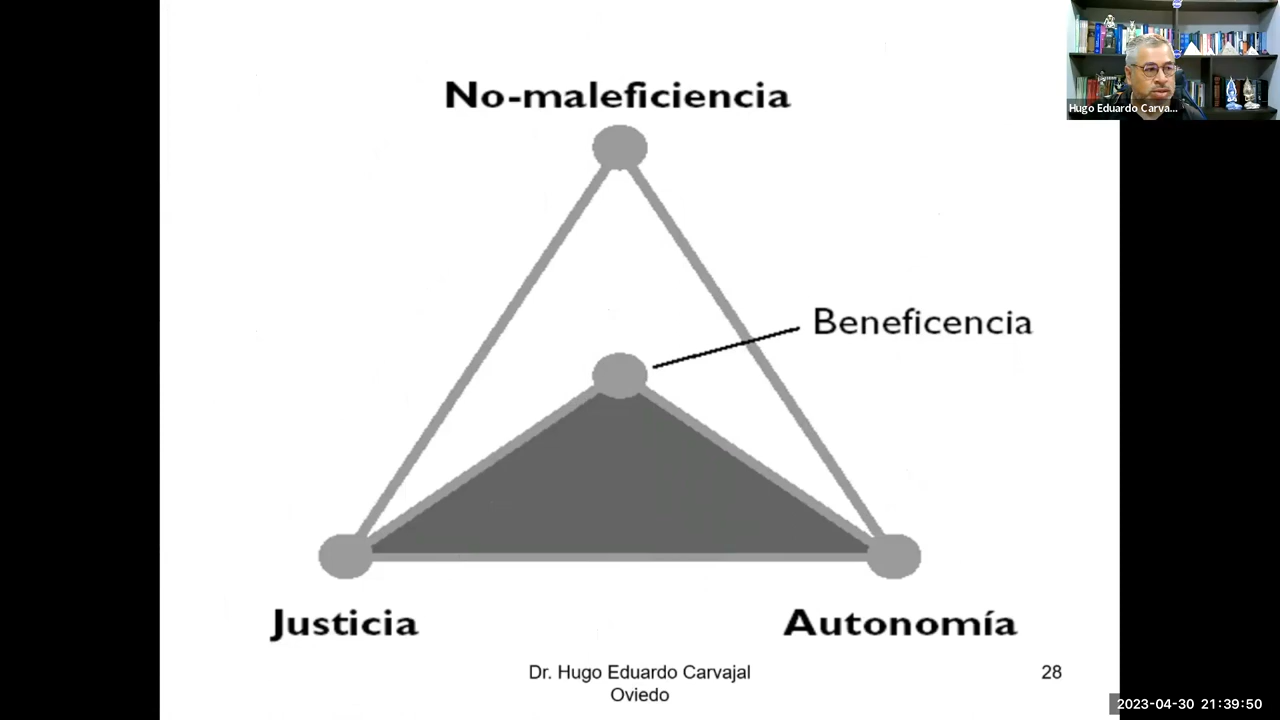 No-maleficiencia
Hugo Eduardo Carva...
Beneficencia
Justicia
Autonomía
Dr. Hugo Eduardo Carvajal
Oviedo
28
2023-04-30 21:39:50